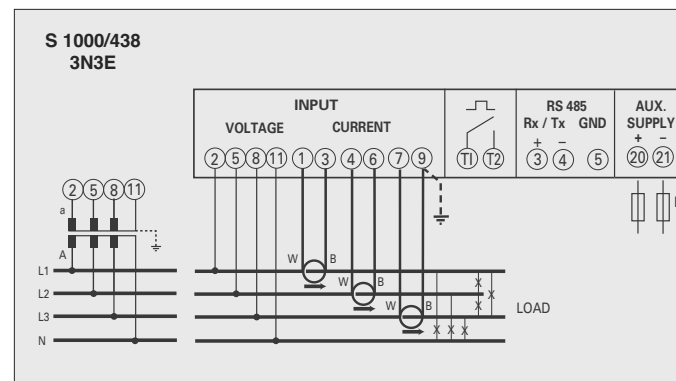 S 1000/438
3N3E
INPUT
VOLTAGE CURRENT
RS 485
Rx / Tx GND
+ −
AUX.
SUPPLY
+ −
2 5 8 11 1 3 4 6 7 9 T1 T2 3 4 5 20 21
2 5 8 11
a
A
L1
L2
L3
N
W B
W B
W B
LOAD